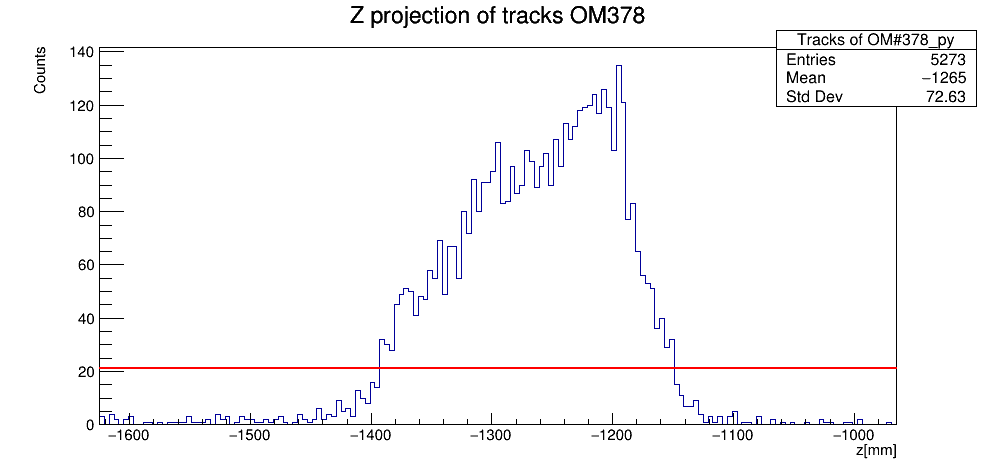 Z projection of tracks OM378
Tracks of OM#378_py
Entries 5273
Mean −1265
Std Dev 72.63
Counts
140
120
100
80
60
40
20
0
−1600 −1500 −1400 −1300 −1200 −1100 −1000
z[mm]